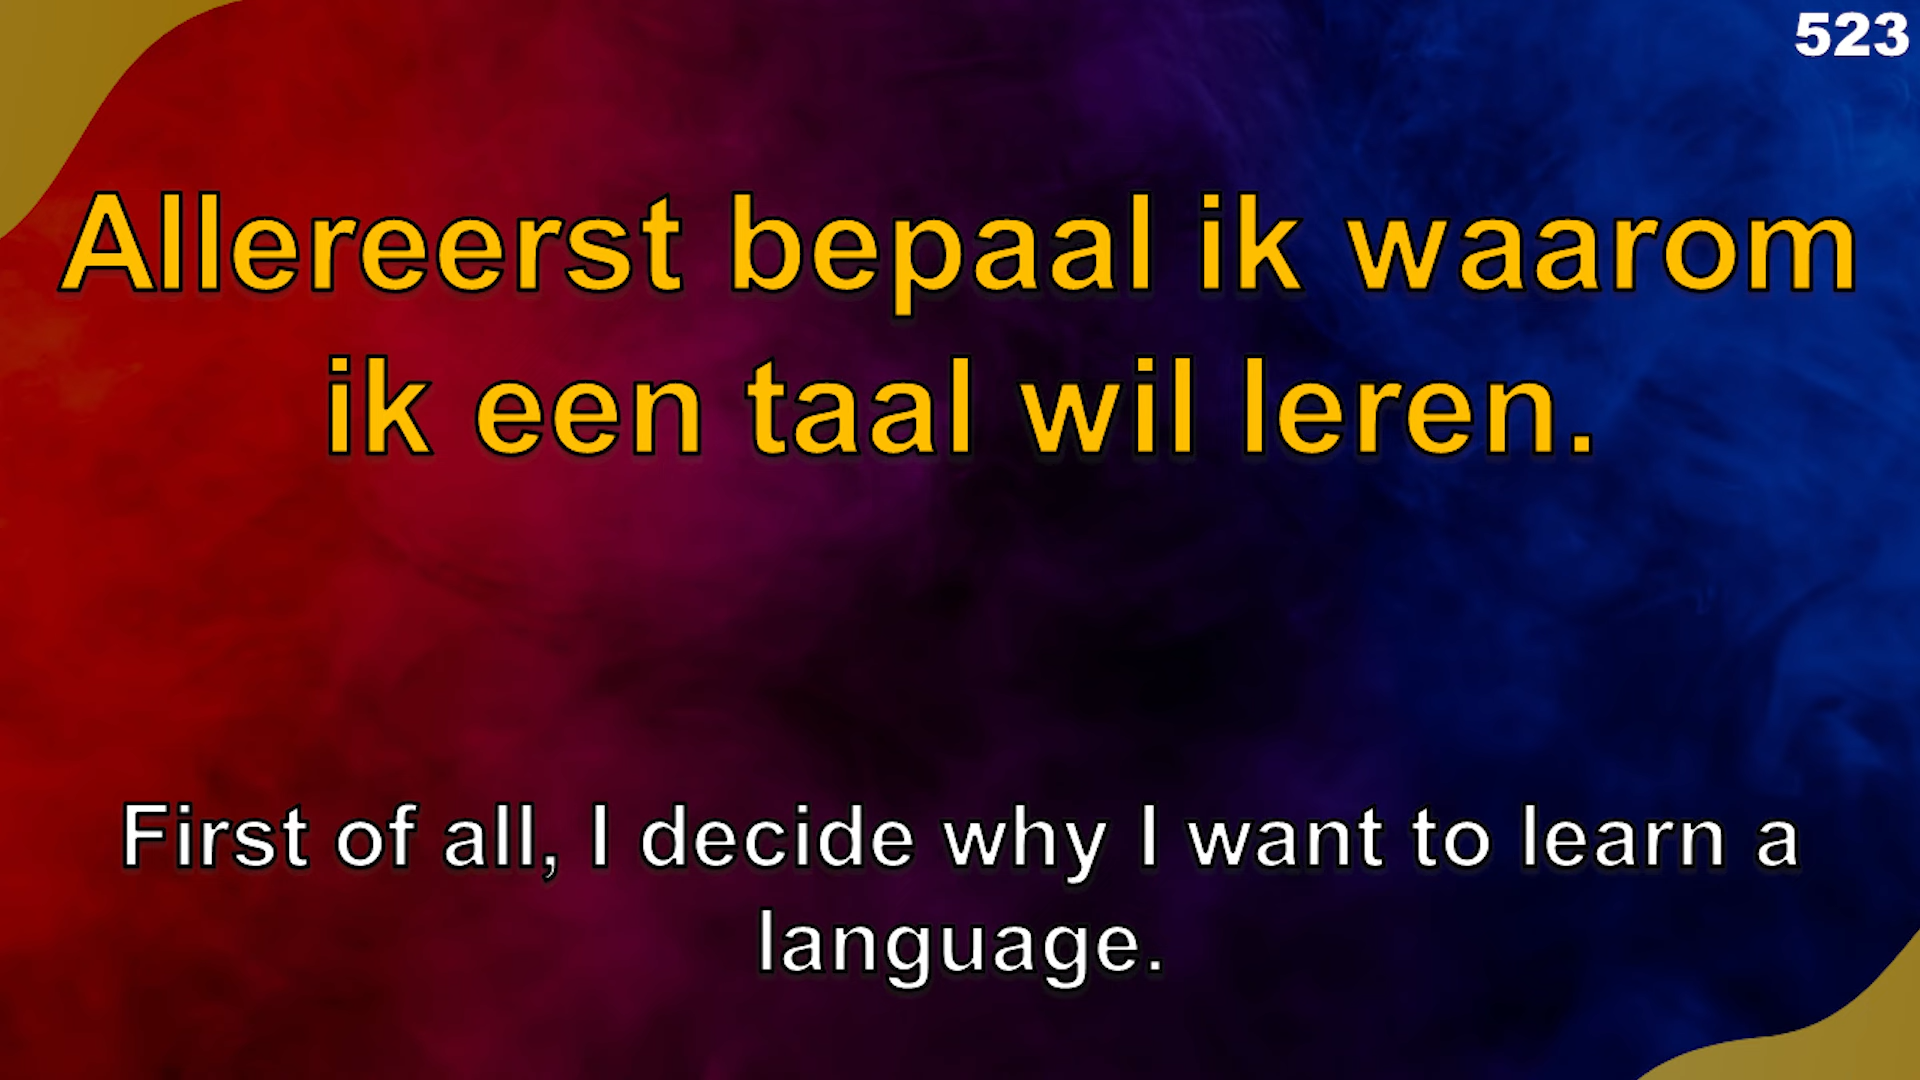 523
Allereerst bepaal ik waarom
ik een taal wil leren.
First of all, I decide why I want to learn a
language.